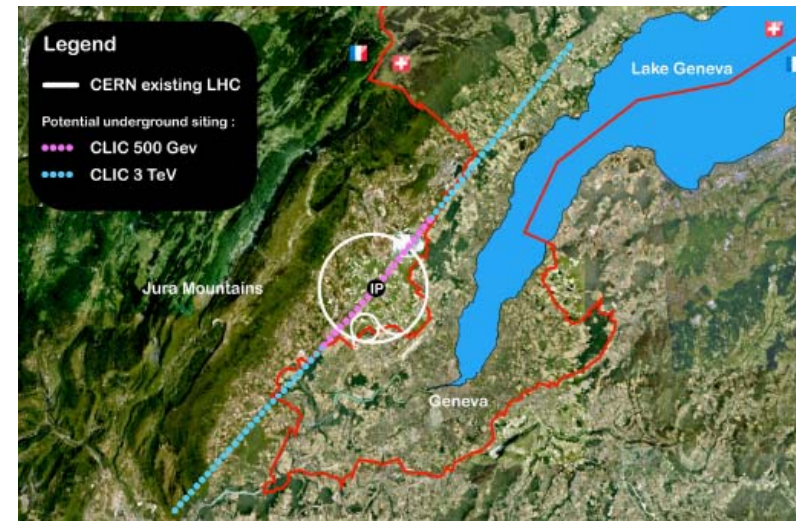 Legend
CERN existing LHC
Potential underground siting :
CLIC 500 Gev
CLIC 3 TeV
Lake Geneva
Jura Mountains
IP
Geneva